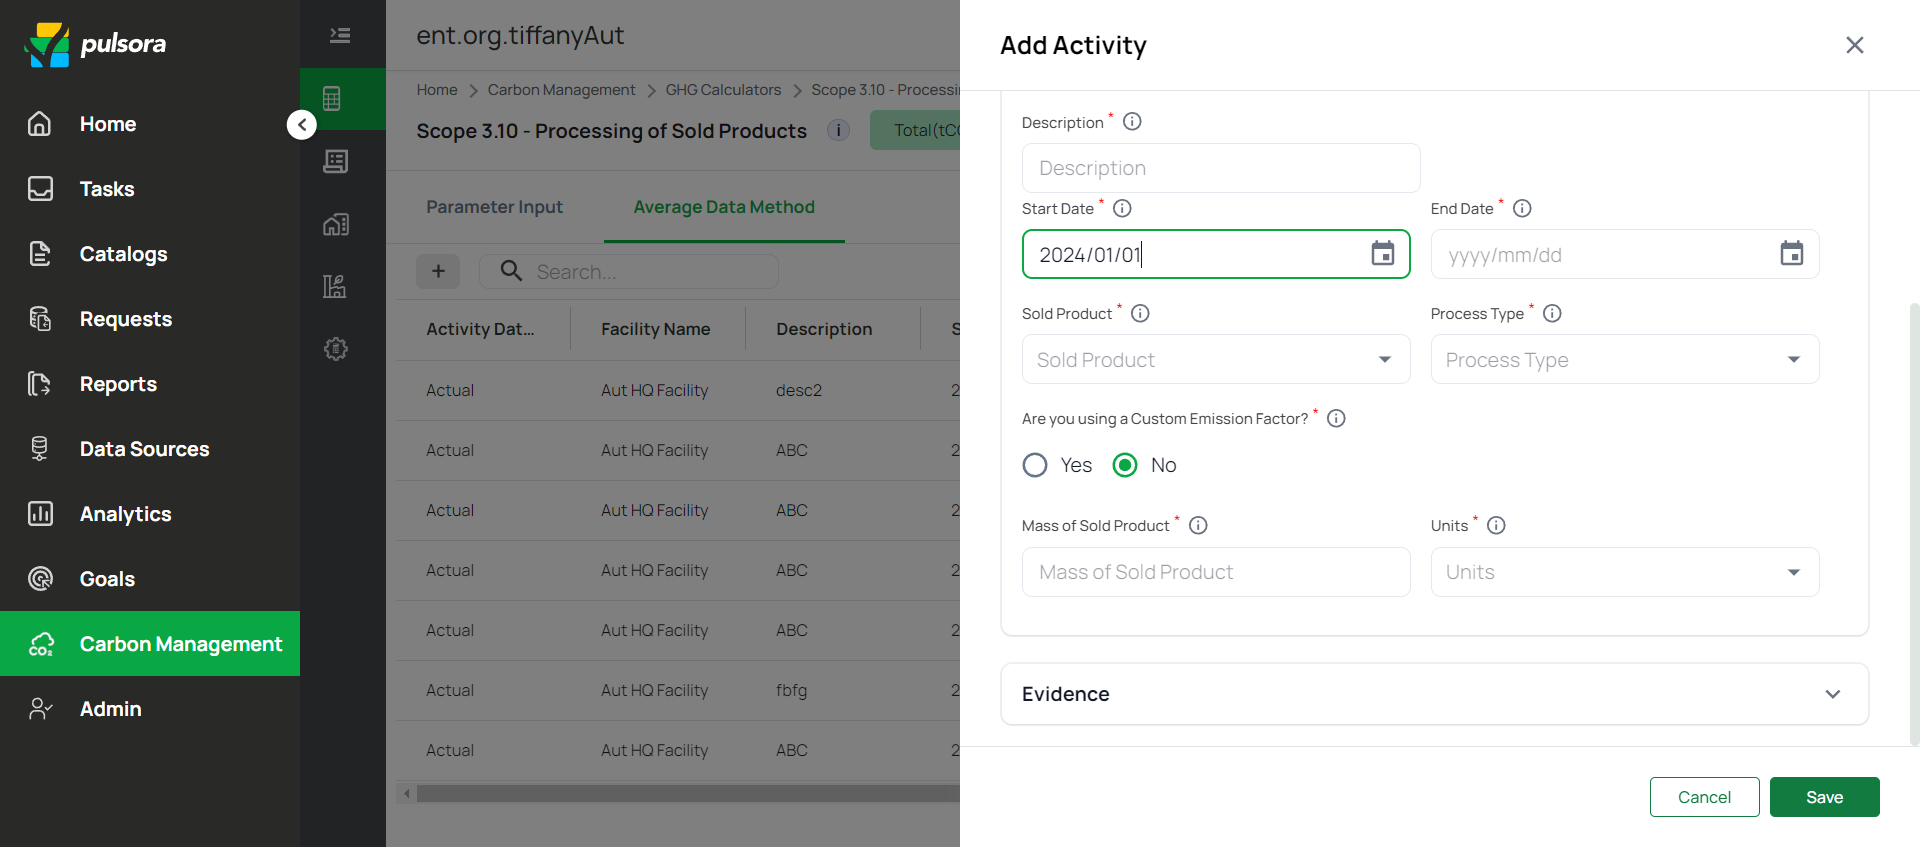 pulsora
Home
Tasks
Catalogs
Requests
Reports
Data Sources
Analytics
Goals
Carbon Management
Admin
ent.org.tiffanyAut
Home > Carbon Management > GHG Calculators > Scope 3.10 - Processi
Scope 3.10 - Processing of Sold Products i Total(tCO
Parameter Input Average Data Method
+ Search...
Activity Dat... Facility Name Description S
Actual Aut HQ Facility desc2 2
Actual Aut HQ Facility ABC 2
Actual Aut HQ Facility ABC 2
Actual Aut HQ Facility ABC 2
Actual Aut HQ Facility ABC 2
Actual Aut HQ Facility fbfg 2
Actual Aut HQ Facility ABC
Add Activity
Description *
Description
Start Date * End Date *
2024/01/01 yyyy/mm/dd
Sold Product * Process Type *
Sold Product Process Type
Are you using a Custom Emission Factor? *
Yes No
Mass of Sold Product * Units *
Mass of Sold Product Units
Evidence
Cancel Save